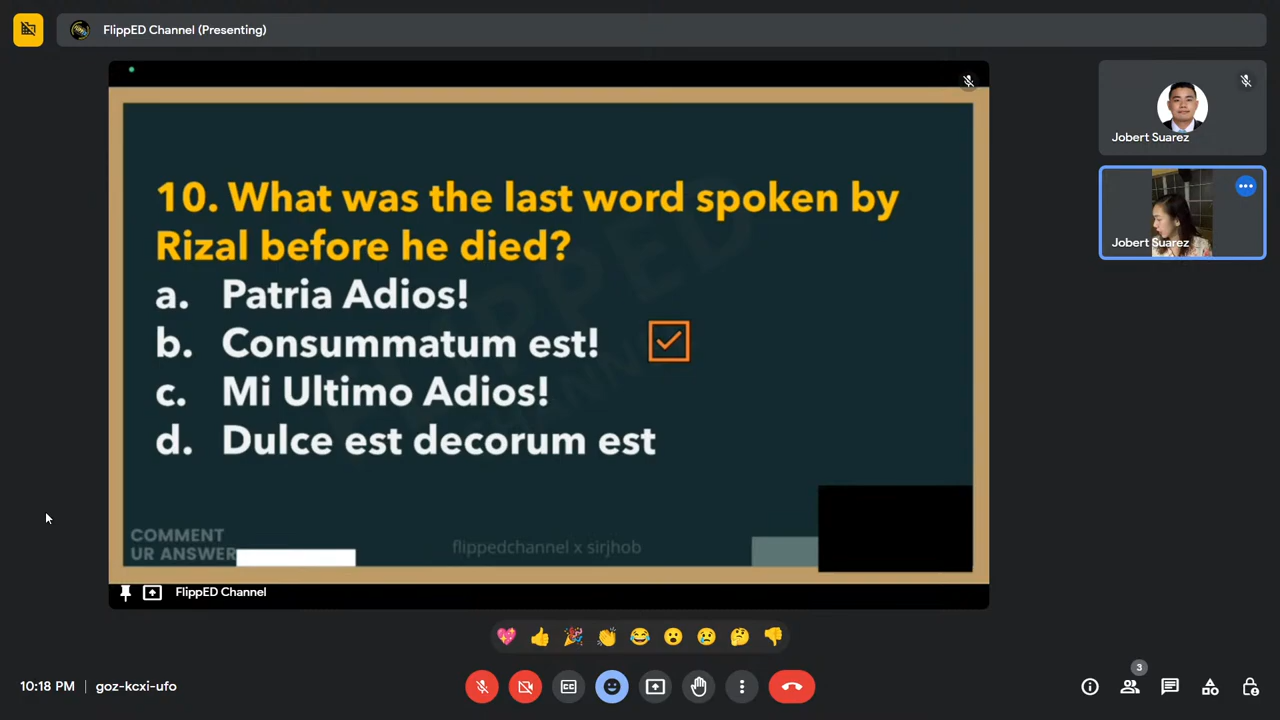 FlippED Channel (Presenting)
10. What was the last word spoken by
Rizal before he died?
a. Patria Adios!
b. Consummatum est!
c. Mi Ultimo Adios!
d. Dulce est decorum est
FLIPPED
CHANNEL
COMMENT
UR ANSWER
flippedchannel x sirjhob
FlippED Channel
Jobert Suarez
Jobert Suarez
10:18 PM | goz-kcxi-ufo
3